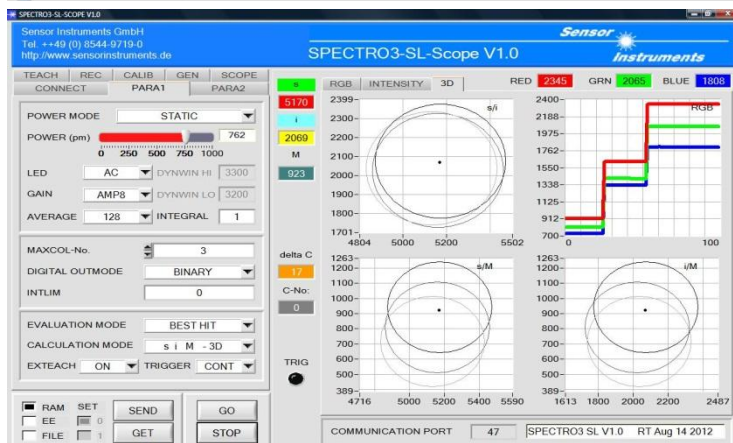 SPECTRO3-SL-SCOPE V1.0
Sensor Instruments GmbH
Tel. ++49 (0) 8544-9719-0
http://www.sensorinstruments.de
SPECTRO3-SL-Scope V1.0
Sensor
Instruments
TEACH REC CALIB GEN SCOPE
CONNECT PARA1 PARA2
POWER MODE STATIC
POWER (pm) 762
0 250 500 750 1000
LED AC DYNWIN HI 3300
GAIN AMP8 DYNWIN LO 3200
AVERAGE 128 INTEGRAL 1
MAXCOL-No. 3
DIGITAL OUTMODE BINARY
INTLIM 0
EVALUATION MODE BEST HIT
CALCULATION MODE s i M - 3D
EXTEACH ON TRIGGER CONT
RAM SET SEND GO
EE 0
FILE 1 GET STOP
s
5170
i
2069
M
923
delta C
17
C-No:
0
TRIG
RGB INTENSITY 3D RED 2345 GRN 2065 BLUE 1808
s/i
2399
2300
2200
2100
2000
1900
1800
1701
4804 5000 5200 5502
RGB
2400
2188
1975
1762
1550
1338
1125
912
700
0 100
s/M
1263
1200
1100
1000
900
800
700
600
500
389
4716 5000 5200 5400 5590
i/M
1263
1200
1100
1000
900
800
700
600
500
389
1613 1800 2000 2200 2487
COMMUNICATION PORT 47 SPECTRO3 SL V1.0 RT Aug 14 2012